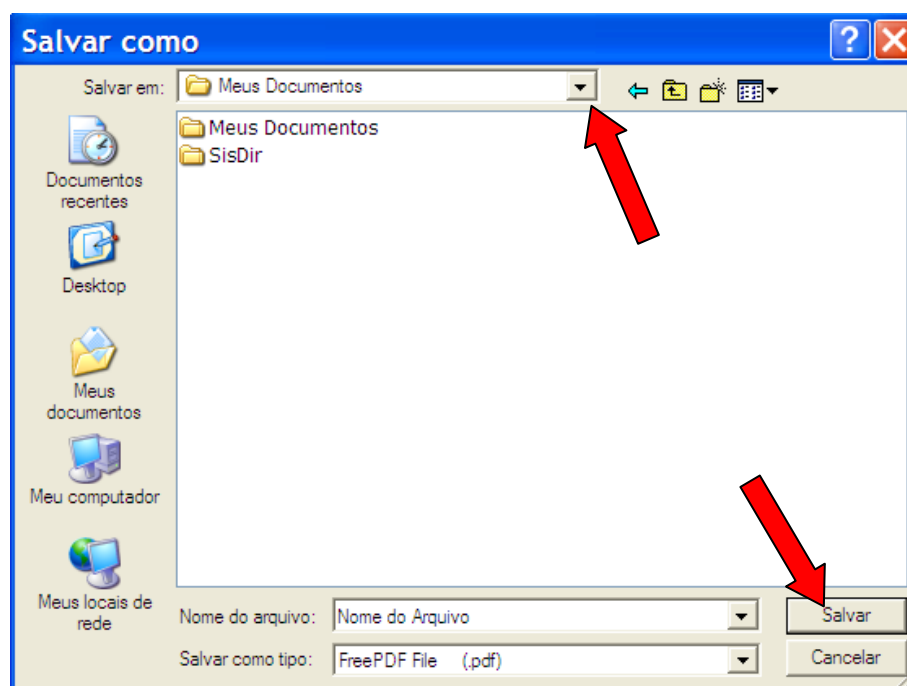 Salvar como
Salvar em:
Meus Documentos
Meus Documentos
SisDir
Documentos
recentes
Desktop
Meus
documentos
Meu computador
Meus locais de
rede
Nome do arquivo:
Nome do Arquivo
Salvar
Salvar como tipo:
FreePDF File (.pdf)
Cancelar